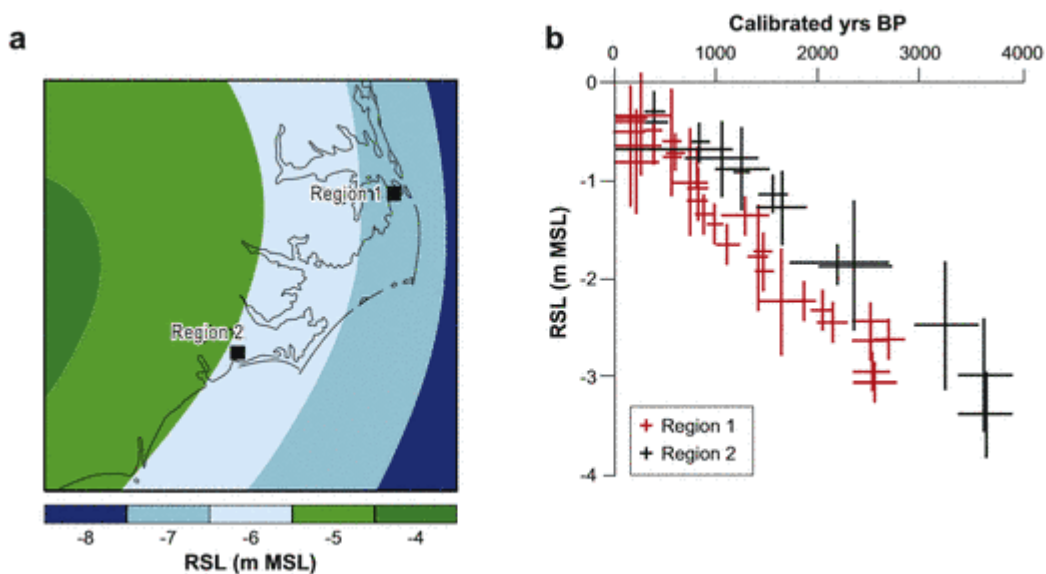 a
Region 1
Region 2
-8 -7 -6 -5 -4
RSL (m MSL)
b
Calibrated yrs BP
0 1000 2000 3000 4000
0
-1
-2
-3
-4
RSL (m MSL)
Region 1
Region 2